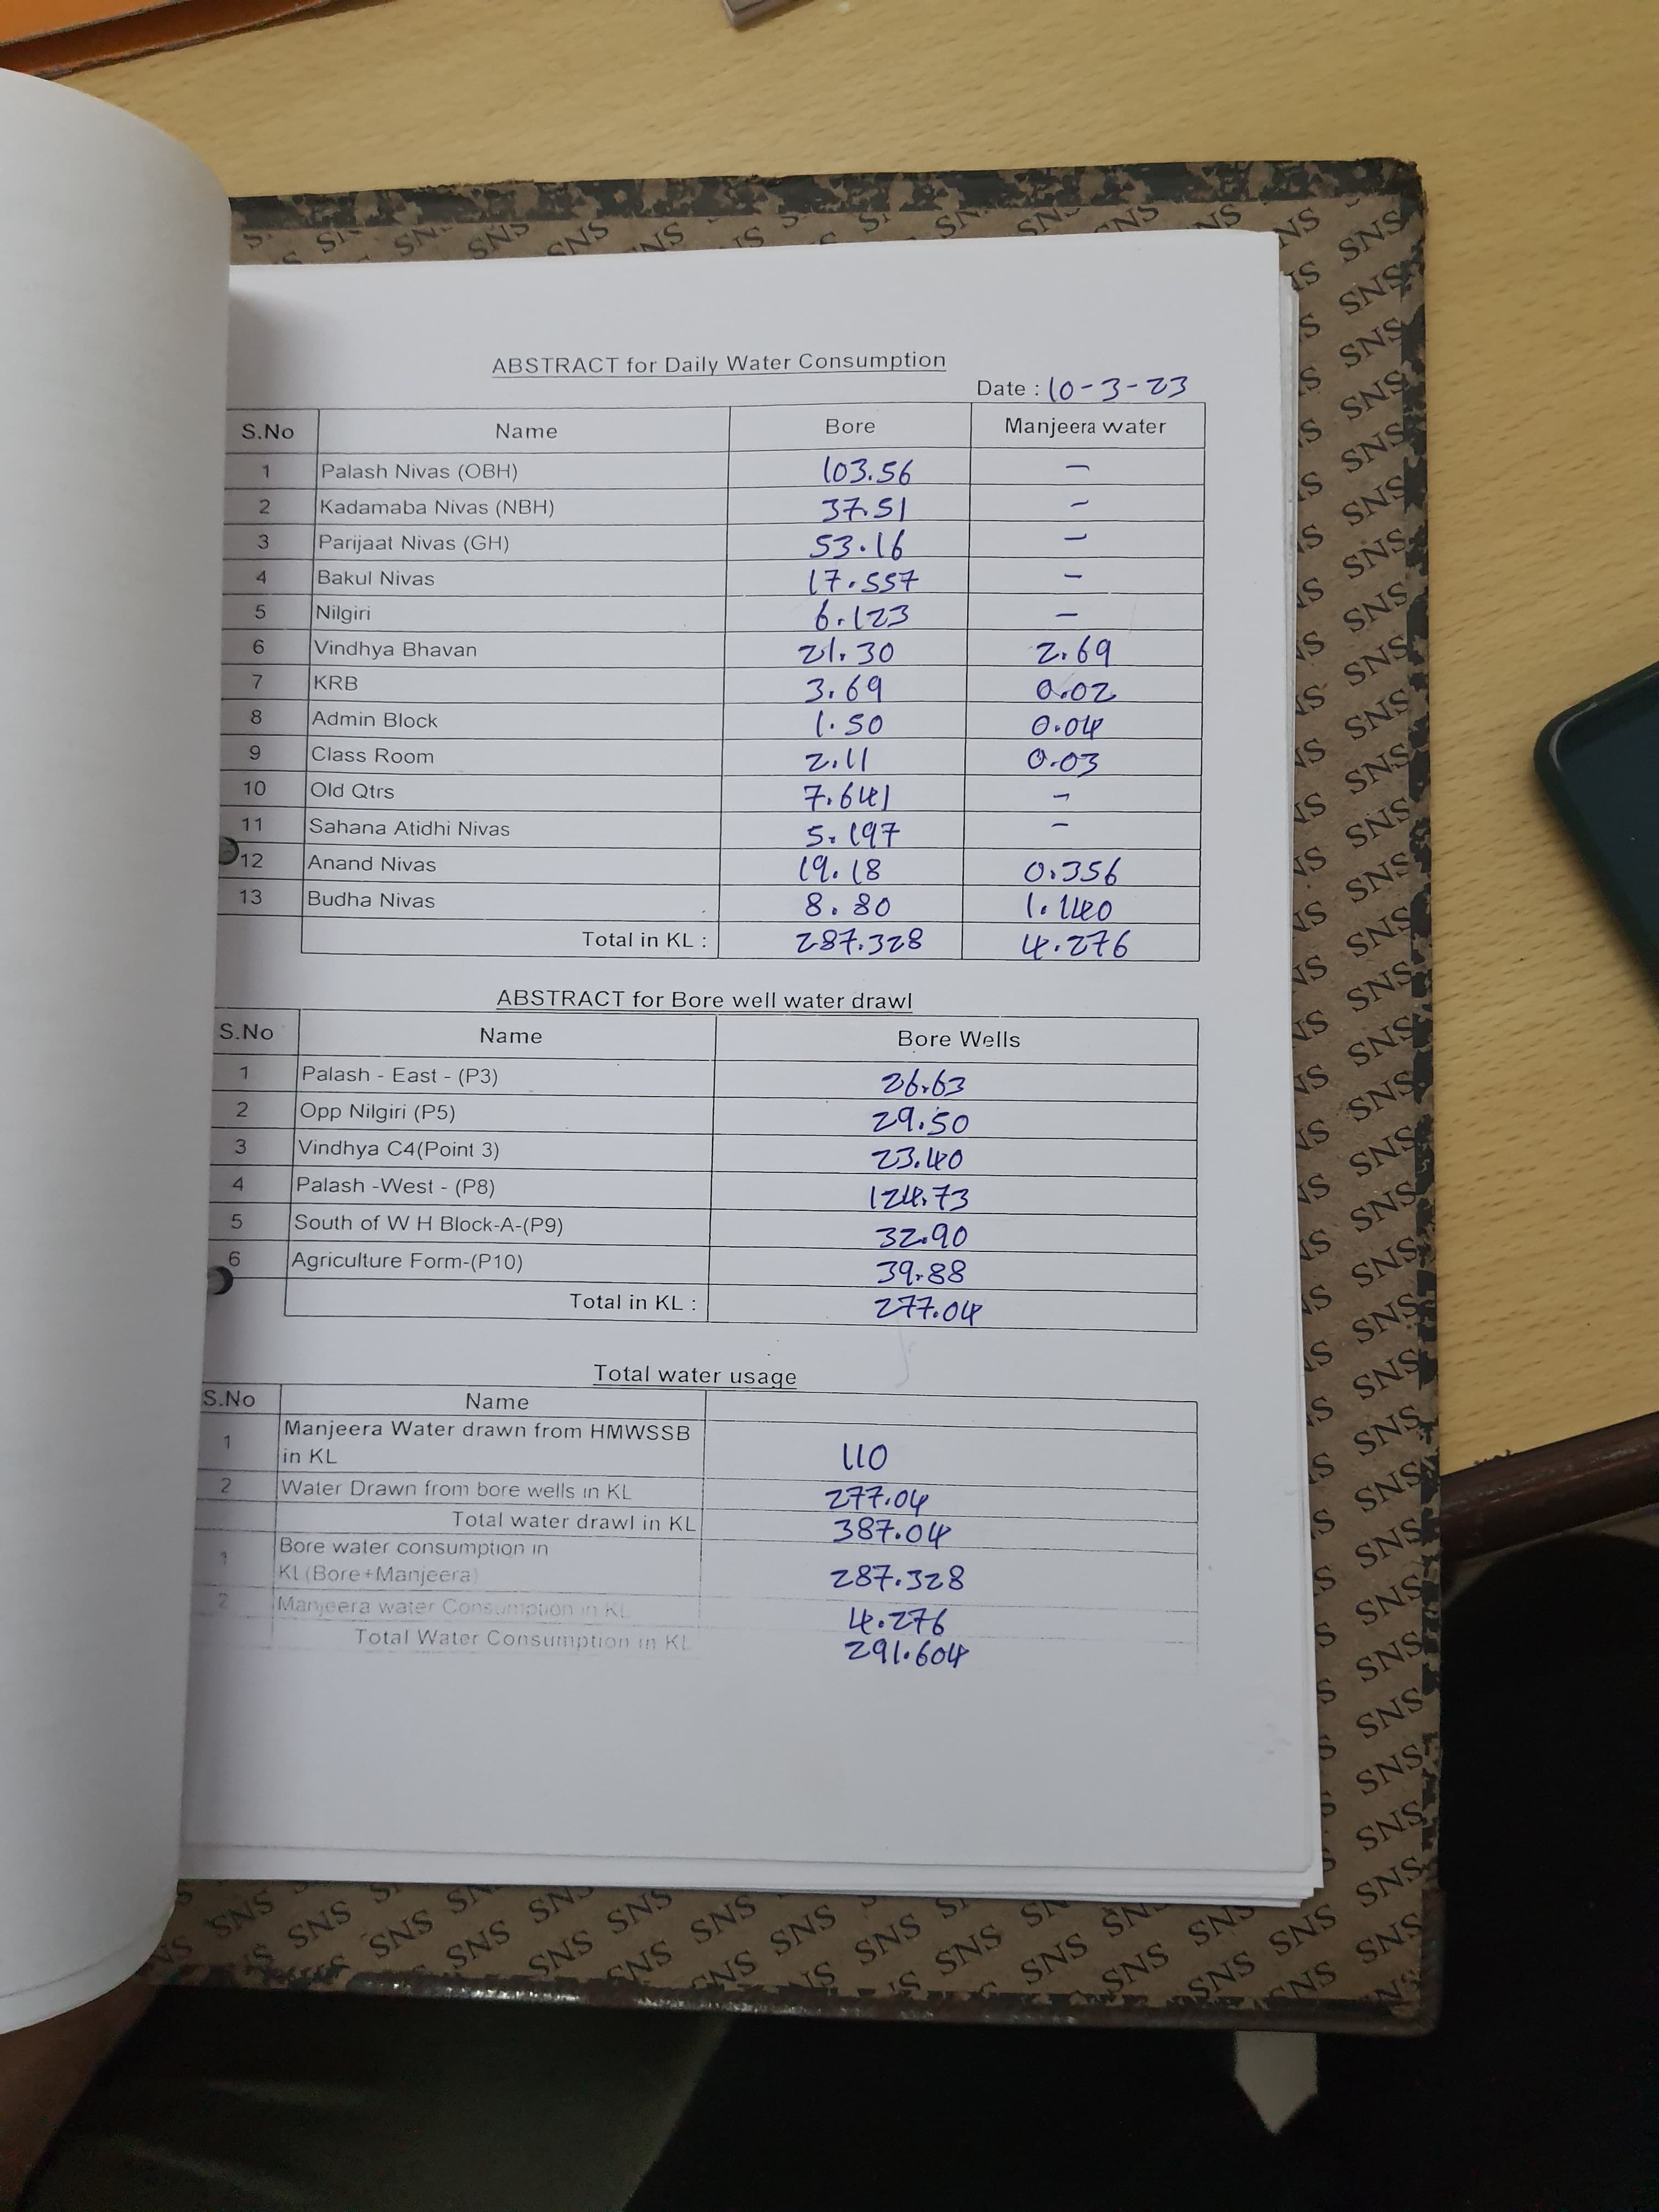 ABSTRACT for Daily Water Consumption
Date : 10-3-23
S.No Name Bore Manjeera water
1 Palash Nivas (OBH) 103.56 -
2 Kadamaba Nivas (NBH) 37.51 -
3 Parijaat Nivas (GH) 53.16 -
4 Bakul Nivas 17.557 -
5 Nilgiri 6.123 -
6 Vindhya Bhavan 21.30 2.69
7 KRB 3.69 0.02
8 Admin Block 1.50 0.04
9 Class Room 2.11 0.03
10 Old Qtrs 7.641 -
11 Sahana Atidhi Nivas 5.197 -
12 Anand Nivas 19.18 0.356
13 Budha Nivas 8.80 1.140
Total in KL : 287.328 4.276
ABSTRACT for Bore well water drawl
S.No Name Bore Wells
1 Palash - East - (P3) 26.63
2 Opp Nilgiri (P5) 29.50
3 Vindhya C4(Point 3) 23.40
4 Palash -West - (P8) 124.73
5 South of W H Block-A-(P9) 32.90
6 Agriculture Form-(P10) 39.88
Total in KL : 277.04
Total water usage
S.No Name
1 Manjeera Water drawn from HMWSSB
in KL 110
2 Water Drawn from bore wells in KL 277.04
Total water drawl in KL 387.04
1 Bore water consumption in
KL(Bore+Manjeera) 287.328
2 Manjeera water Consumption in KL 4.276
Total Water Consumption in KL 291.604
SNS